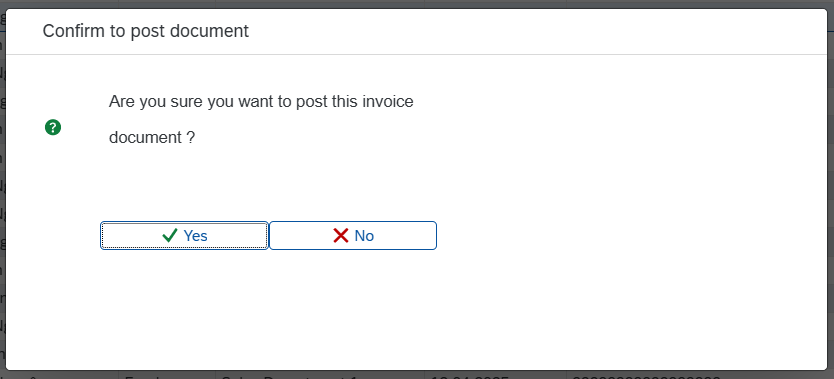 Confirm to post document
Are you sure you want to post this invoice
document ?
Yes
No